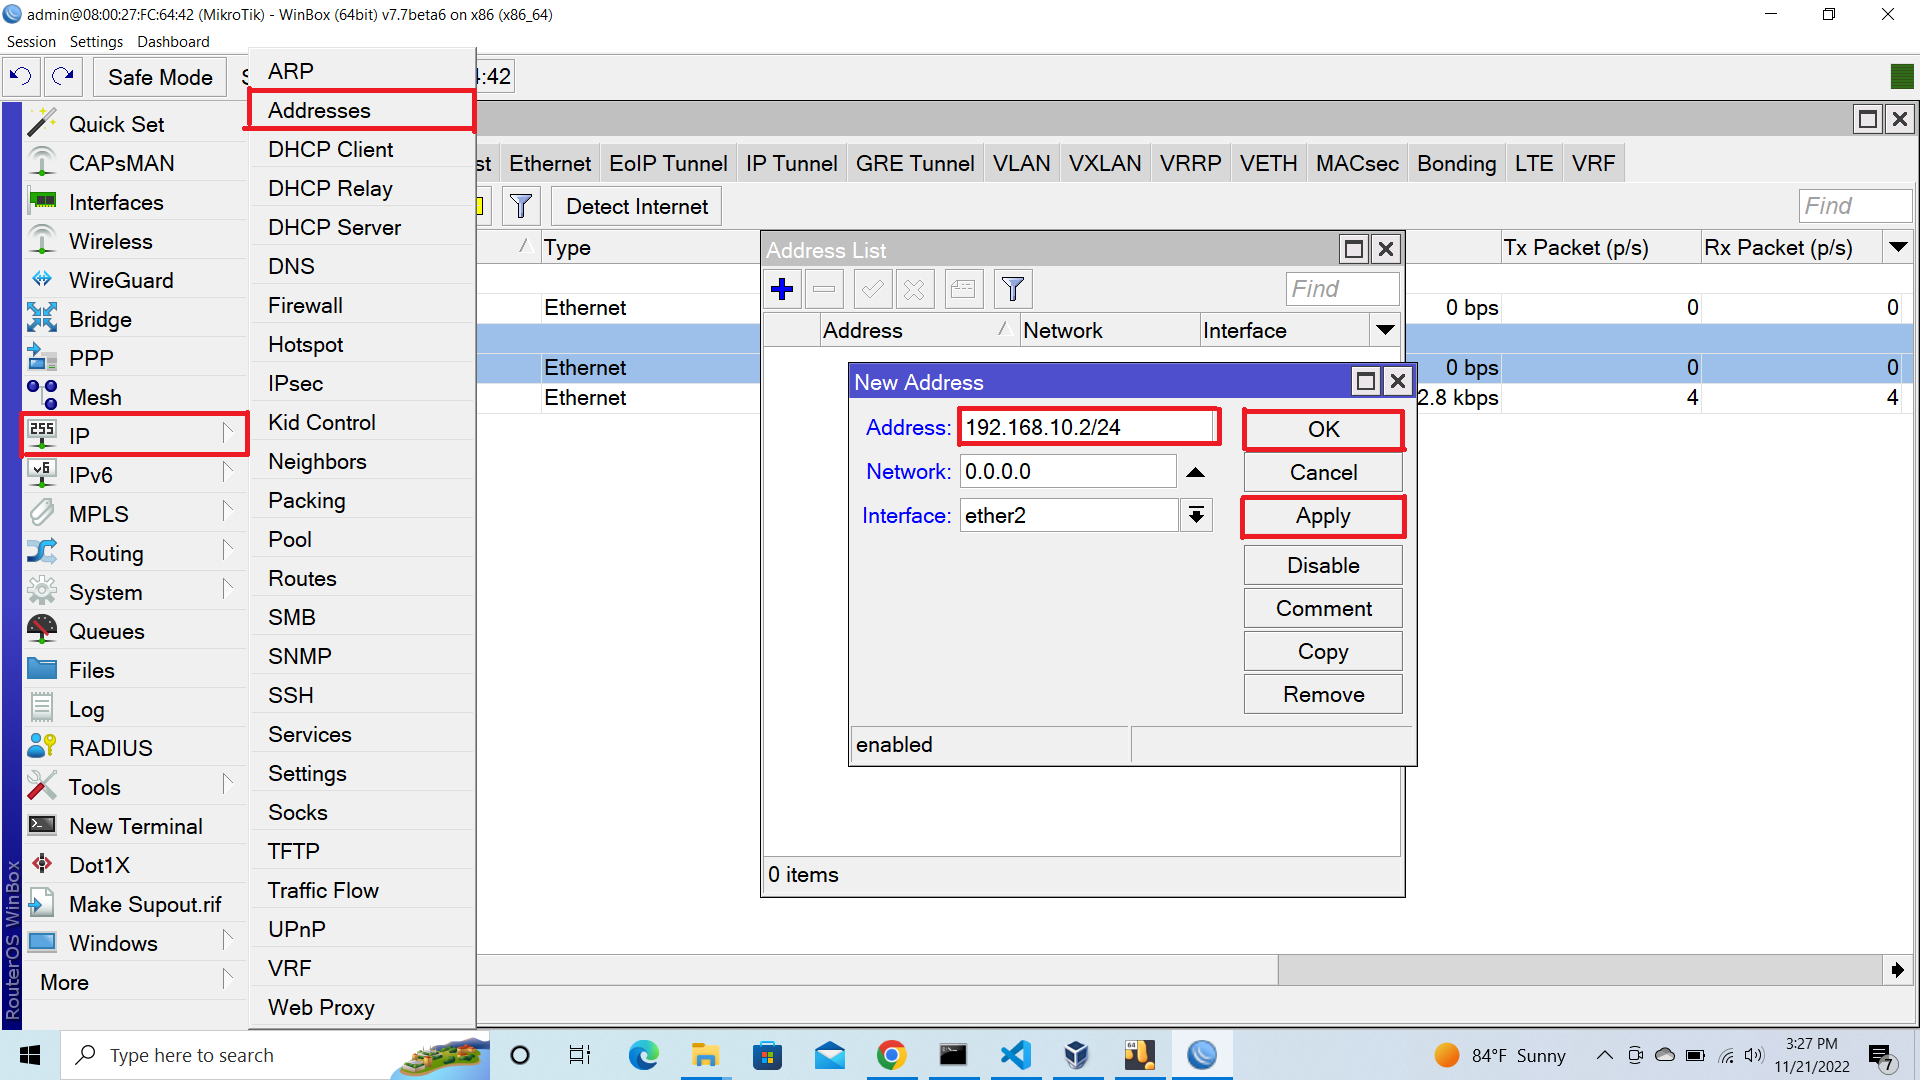 admin@08:00:27:FC:64:42 (MikroTik) - WinBox (64bit) v7.7beta6 on x86 (x86_64)
Session Settings Dashboard
Safe Mode
:42
Quick Set
CAPsMAN
Interfaces
Wireless
WireGuard
Bridge
PPP
Mesh
255
IP
v6
IPv6
MPLS
Routing
System
Queues
Files
Log
RADIUS
Tools
New Terminal
Dot1X
Make Supout.rif
Windows
More
RouterOS WinBox
ARP
Addresses
DHCP Client
DHCP Relay
DHCP Server
DNS
Firewall
Hotspot
IPsec
Kid Control
Neighbors
Packing
Pool
Routes
SMB
SNMP
SSH
Services
Settings
Socks
TFTP
Traffic Flow
UPnP
VRF
Web Proxy
st Ethernet EoIP Tunnel IP Tunnel GRE Tunnel VLAN VXLAN VRRP VETH MACsec Bonding LTE VRF
Detect Internet
Find
Type Tx Packet (p/s) Rx Packet (p/s)
Ethernet 0 bps 0 0
Ethernet 0 bps 0 0
Ethernet 2.8 kbps 4 4
Address List
Find
Address Network Interface
New Address
Address: 192.168.10.2/24
Network: 0.0.0.0
Interface: ether2
OK
Cancel
Apply
Disable
Comment
Copy
Remove
enabled
0 items
Type here to search
64
84°F Sunny
3:27 PM
11/21/2022
7